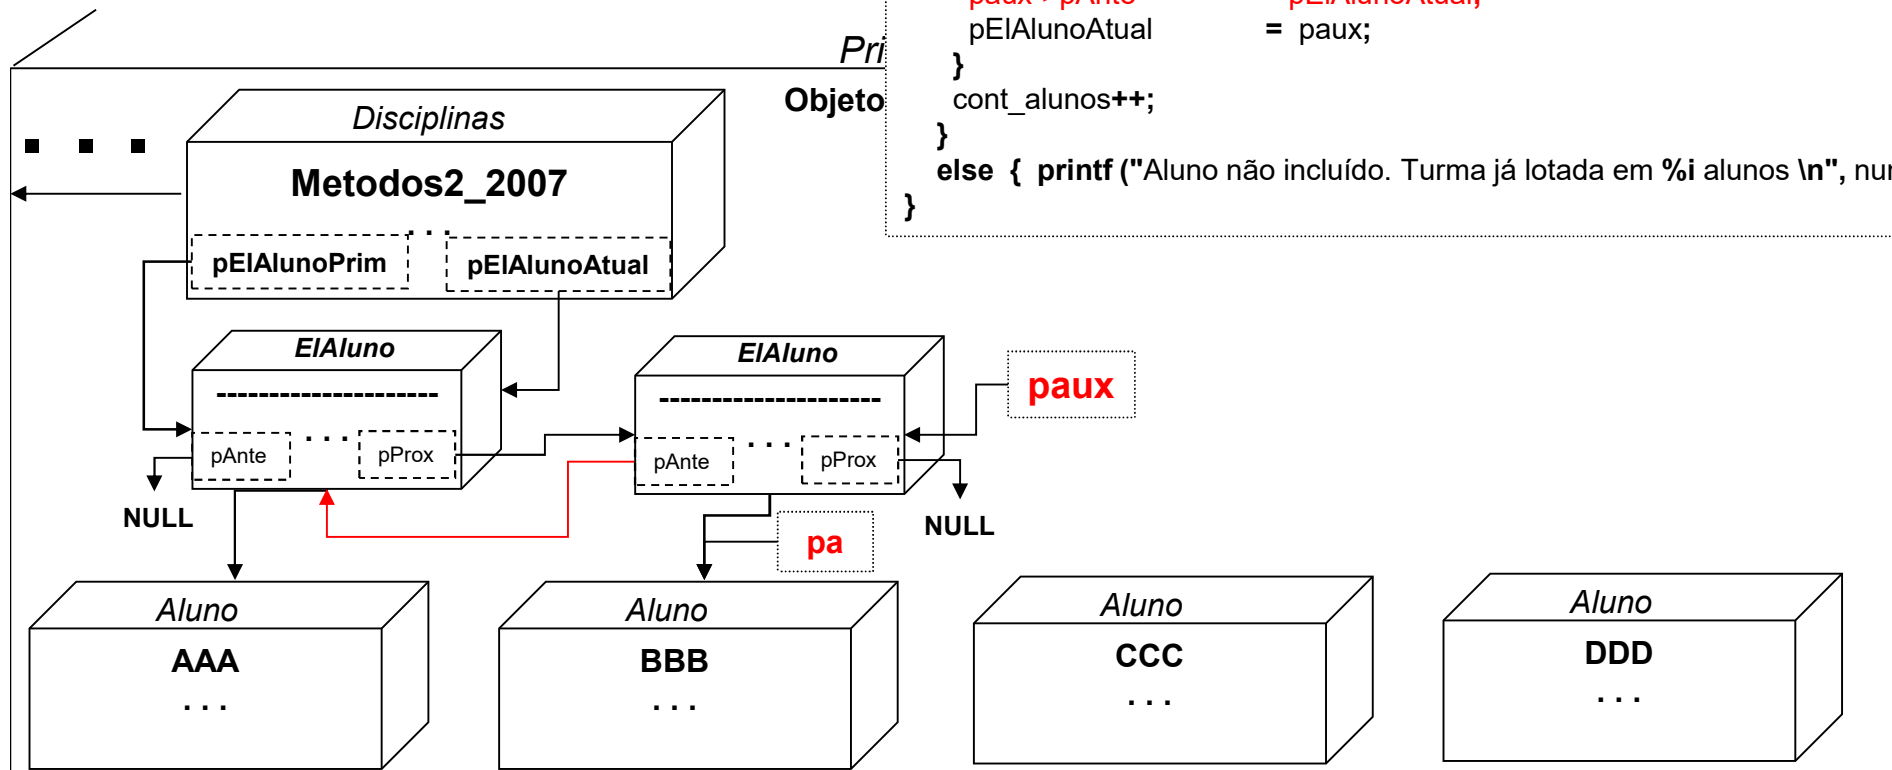 pElAlunoAtual = paux;
}
cont_alunos++;
}
else { printf ("Aluno não incluído. Turma já lotada em %i alunos \n",
}
Pri
Objeto
Disciplinas
. . .
Metodos2_2007
. . .
pElAlunoPrim pElAlunoAtual
ElAluno
---------------------
. . .
pAnte pProx
NULL
ElAluno
---------------------
. . .
pAnte pProx
NULL
paux
pa
Aluno
AAA
. . .
Aluno
BBB
. . .
Aluno
CCC
. . .
Aluno
DDD
. . .